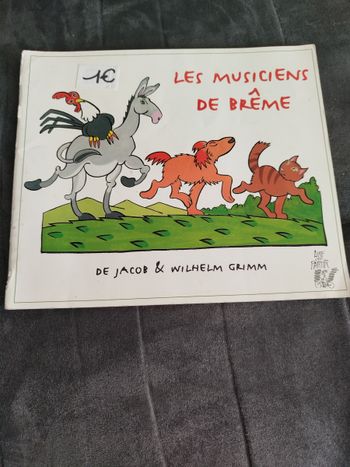 1€
LES MUSICIENS
DE BRÊME
DE JACOB & WILHELM GRIMM